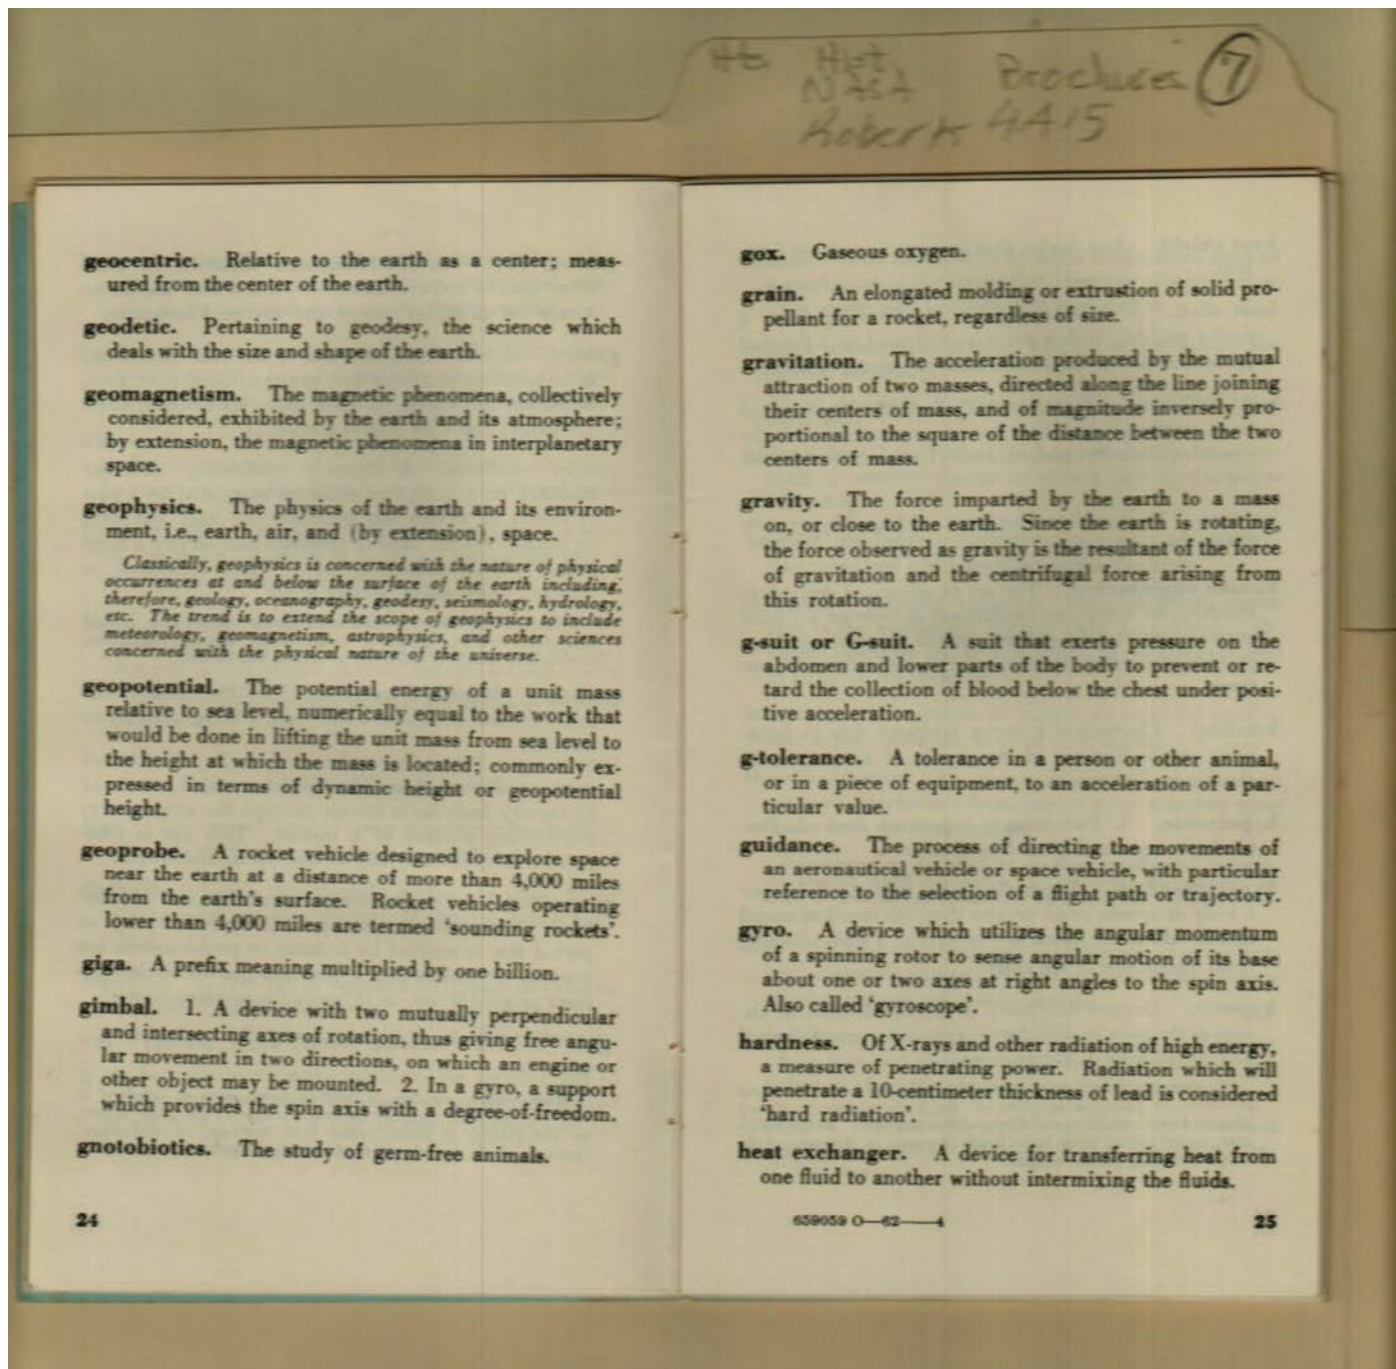 Hs Hist Brochures 7
NASA
Roberts 4A15
geocentric. Relative to the earth as a center; meas-
ured from the center of the earth.
geodetic. Pertaining to geodesy, the science which
deals with the size and shape of the earth.
geomagnetism. The magnetic phenomena, collectively
considered, exhibited by the earth and its atmosphere;
by extension, the magnetic phenomena in interplanetary
space.
geophysics. The physics of the earth and its environ-
ment, i.e., earth, air, and (by extension), space.
Classically, geophysics is concerned with the nature of physical
occurrences at and below the surface of the earth including,
therefore, geology, oceanography, geodesy, seismology, hydrology,
etc. The trend is to extend the scope of geophysics to include
meteorology, geomagnetism, astrophysics, and other sciences
concerned with the physical nature of the universe.
geopotential. The potential energy of a unit mass
relative to sea level, numerically equal to the work that
would be done in lifting the unit mass from sea level to
the height at which the mass is located; commonly ex-
pressed in terms of dynamic height or geopotential
height.
geoprobe. A rocket vehicle designed to explore space
near the earth at a distance of more than 4,000 miles
from the earth's surface. Rocket vehicles operating
lower than 4,000 miles are termed 'sounding rockets'.
giga. A prefix meaning multiplied by one billion.
gimbal. 1. A device with two mutually perpendicular
and intersecting axes of rotation, thus giving free angu-
lar movement in two directions, on which an engine or
other object may be mounted. 2. In a gyro, a support
which provides the spin axis with a degree-of-freedom.
gnotobiotics. The study of germ-free animals.
24
gox. Gaseous oxygen.
grain. An elongated molding or extrustion of solid pro-
pellant for a rocket, regardless of size.
gravitation. The acceleration produced by the mutual
attraction of two masses, directed along the line joining
their centers of mass, and of magnitude inversely pro-
portional to the square of the distance between the two
centers of mass.
gravity. The force imparted by the earth to a mass
on, or close to the earth. Since the earth is rotating,
the force observed as gravity is the resultant of the force
of gravitation and the centrifugal force arising from
this rotation.
g-suit or G-suit. A suit that exerts pressure on the
abdomen and lower parts of the body to prevent or re-
tard the collection of blood below the chest under posi-
tive acceleration.
g-tolerance. A tolerance in a person or other animal,
or in a piece of equipment, to an acceleration of a par-
ticular value.
guidance. The process of directing the movements of
an aeronautical vehicle or space vehicle, with particular
reference to the selection of a flight path or trajectory.
gyro. A device which utilizes the angular momentum
of a spinning rotor to sense angular motion of its base
about one or two axes at right angles to the spin axis.
Also called 'gyroscope'.
hardness. Of X-rays and other radiation of high energy,
a measure of penetrating power. Radiation which will
penetrate a 10-centimeter thickness of lead is considered
'hard radiation'.
heat exchanger. A device for transferring heat from
one fluid to another without intermixing the fluids.
659059 O—62——4
25